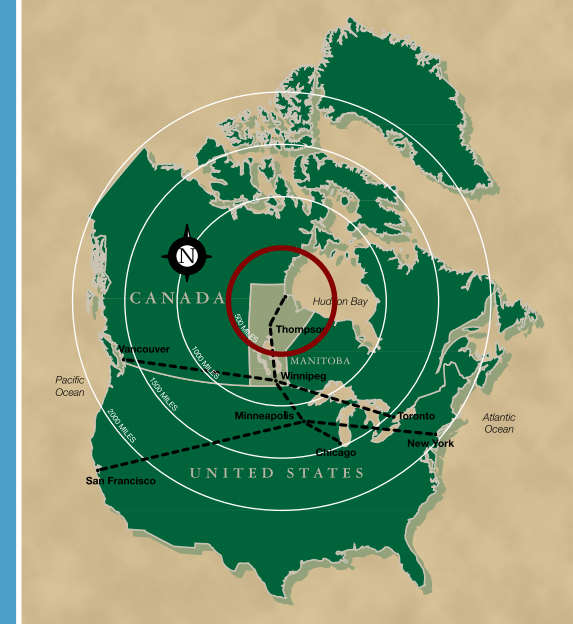 N
CANADA
Hudson Bay
500 MILES
Thompson
Vancouver
1000 MILES
MANITOBA
Winnipeg
Pacific
Ocean
1500 MILES
2000 MILES
Minneapolis
Toronto
Atlantic
Ocean
New York
Chicago
UNITED STATES
San Francisco